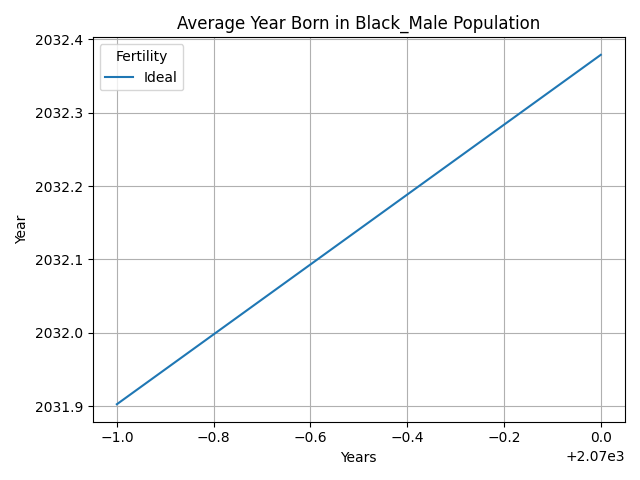 Average Year Born in Black_Male Population
2032.4
2032.3
2032.2
2032.1
2032.0
2031.9
Year
Fertility
Ideal
−1.0 −0.8 −0.6 −0.4 −0.2 0.0
Years
+2.07e3